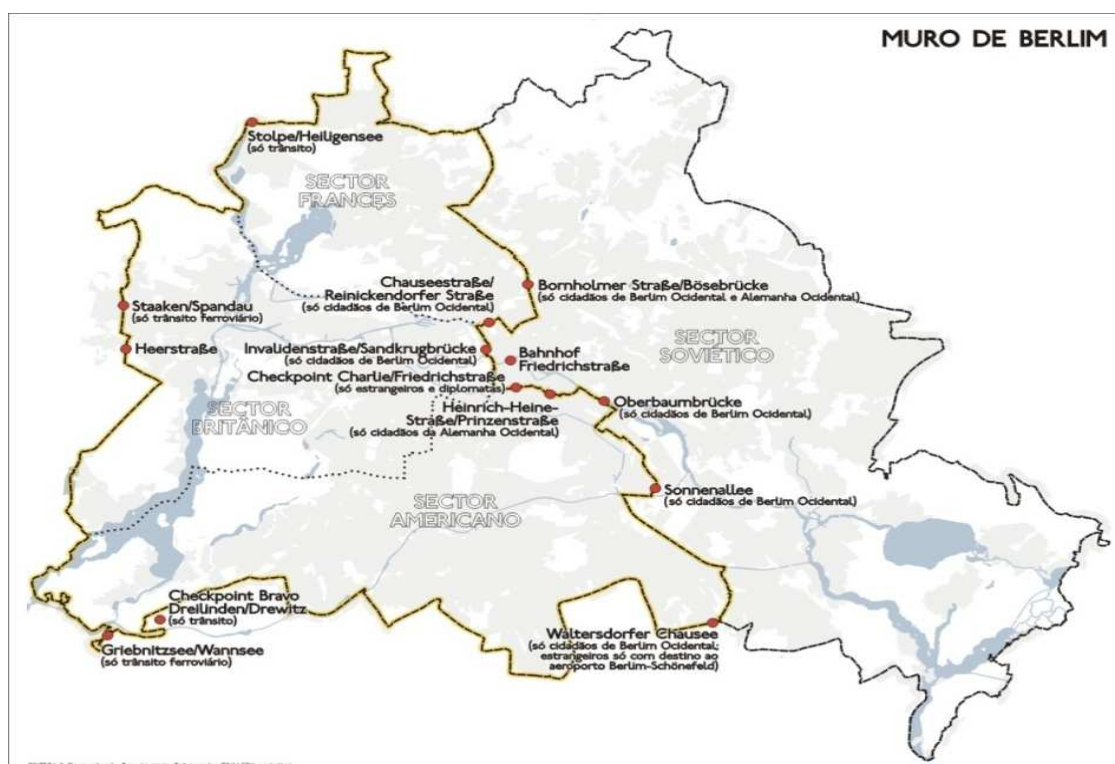 MURO DE BERLIM
Stolpe/Heiligensee
(só trânsito)
SECTOR
FRANCÊS
Chauseestraße/
Reinickendorfer Straße
(só cidadãos de Berlim Ocidental)
Bornholmer Straße/Bösebrücke
(só cidadãos de Berlim Ocidental e Alemanha Ocidental)
Staaken/Spandau
(só trânsito ferroviário)
Heerstraße
Invalidenstraße/Sandkrugbrücke
(só cidadãos de Berlim Ocidental)
Bahnhof
Friedrichstraße
SECTOR
SOVIÉTICO
Checkpoint Charlie/Friedrichstraße
(só estrangeiros e diplomatas)
Heinrich-Heine-
Straße/Prinzenstraße
(só cidadãos da Alemanha Ocidental)
Oberbaumbrücke
(só cidadãos de Berlim Ocidental)
SECTOR
BRITÂNICO
SECTOR
AMERICANO
Sonnenallee
(só cidadãos de Berlim Ocidental)
Checkpoint Bravo
Dreilinden/Drewitz
(só trânsito)
Griebnitzsee/Wannsee
(só trânsito ferroviário)
Waltersdorfer Chausee
(só cidadãos de Berlim Ocidental;
estrangeiros só com destino ao
aeroporto Berlim-Schönefeld)